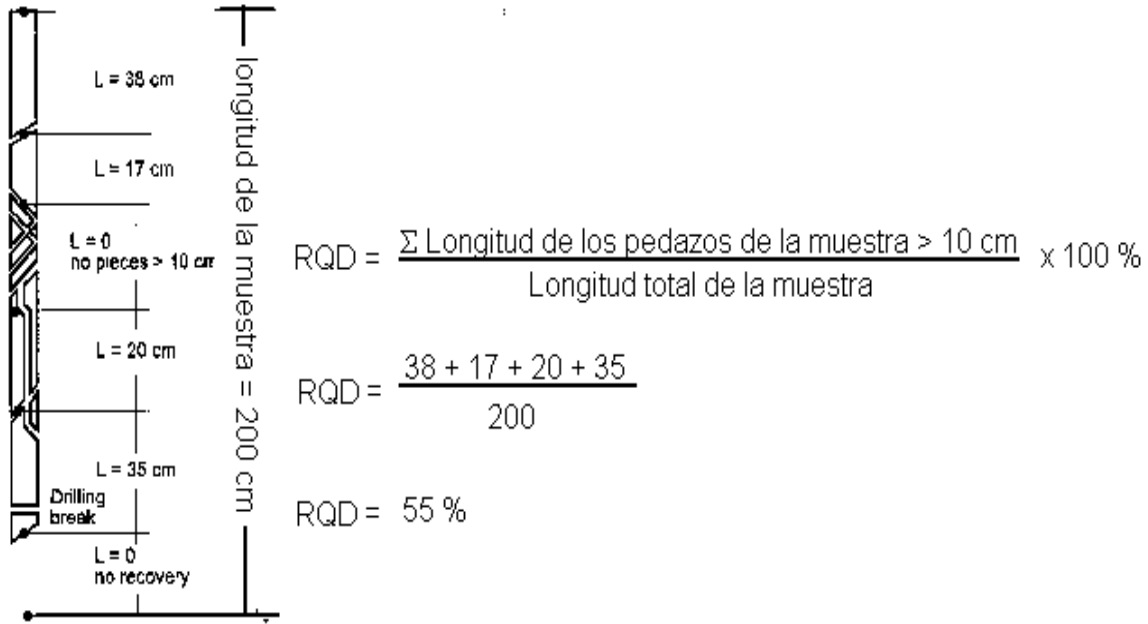 L = 38 cm
L = 17 cm
L = 0
no pieces > 10 cm
L = 20 cm
L = 35 cm
Drilling
break
L = 0
no recovery
longitud de la muestra = 200 cm
RQD = Σ Longitud de los pedazos de la muestra > 10 cm x 100 %
Longitud total de la muestra
RQD = 38 + 17 + 20 + 35
200
RQD = 55 %